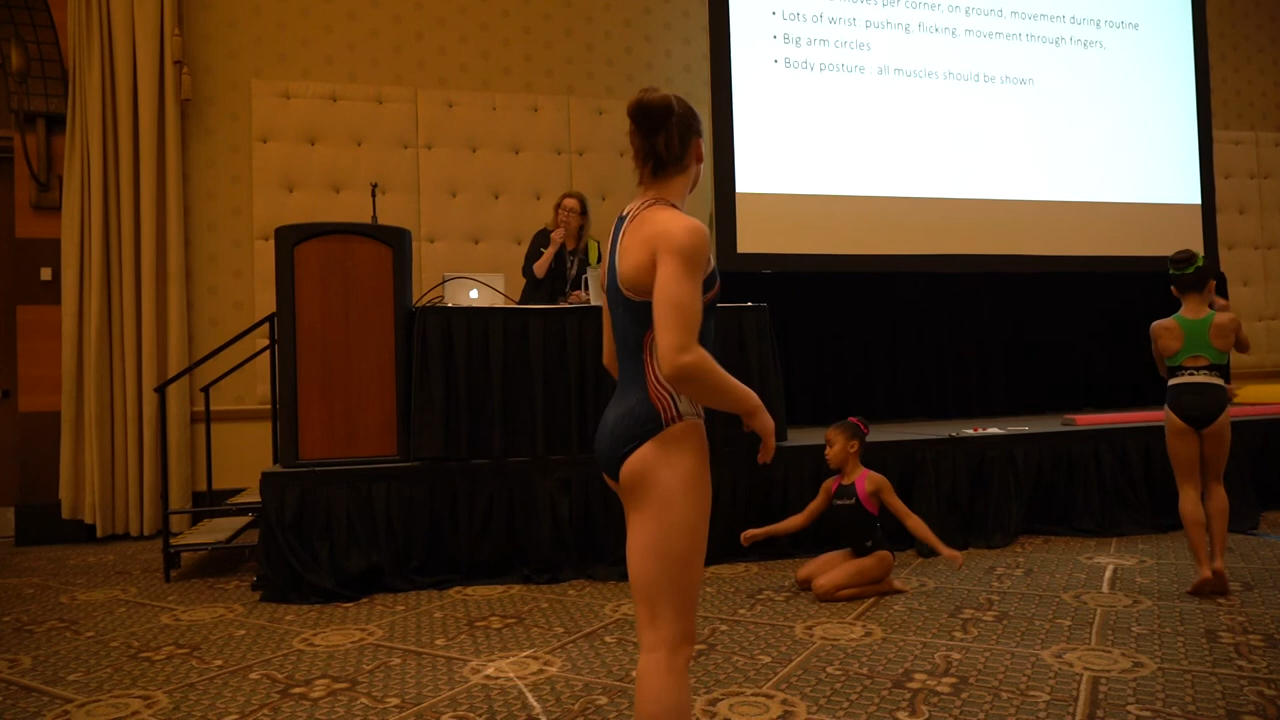 moves per corner, on ground, movement during routine
• Lots of wrist: pushing, flicking, movement through fingers,
• Big arm circles
• Body posture : all muscles should be shown